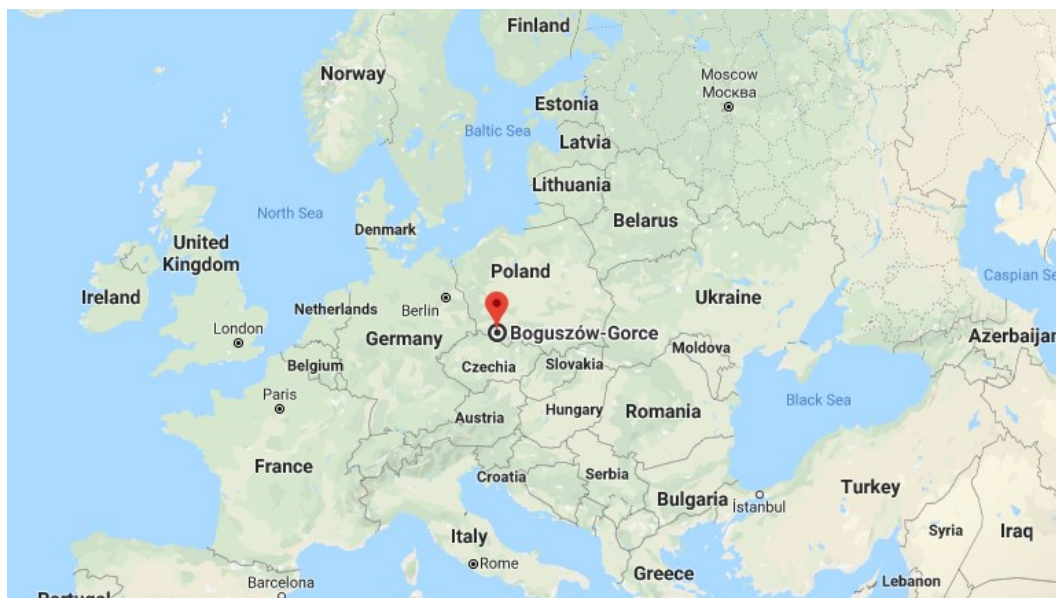 Finland
Norway
Moscow
Москва
Estonia
Baltic Sea
Latvia
Lithuania
North Sea
Denmark
Belarus
United
Kingdom
Poland
Caspian Se
Ireland
Netherlands
Berlin
Ukraine
London
Germany
Boguszów-Gorce
Azerbaijan
Moldova
Belgium
Czechia
Slovakia
Paris
Black Sea
Austria
Hungary
Romania
France
Croatia
Serbia
Turkey
Bulgaria
İstanbul
Italy
Syria
Iraq
Rome
Greece
Barcelona
Lebanon
Portugal